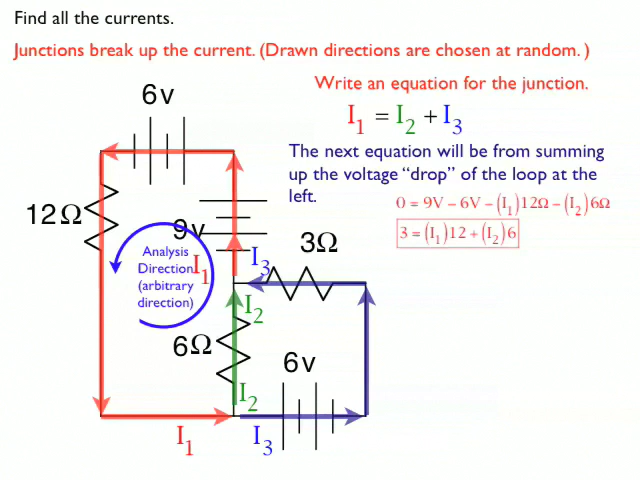 Find all the currents.
Junctions break up the current. (Drawn directions are chosen at random. )
Write an equation for the junction.
I₁ = I₂ + I₃
The next equation will be from summing
up the voltage “drop” of the loop at the
left.
0 = 9V – 6V – (I₁)12Ω – (I₂)6Ω
3 = (I₁)12 + (I₂)6
6v
12Ω
9v
3Ω
Analysis
Direction
(arbitrary
direction)
I₁
I₃
I₂
6Ω
6v
I₂
I₁
I₃